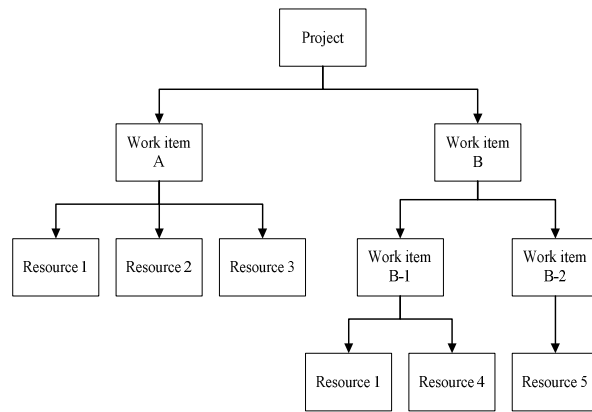 Project
Work item
A
Work item
B
Resource 1
Resource 2
Resource 3
Work item
B-1
Work item
B-2
Resource 1
Resource 4
Resource 5